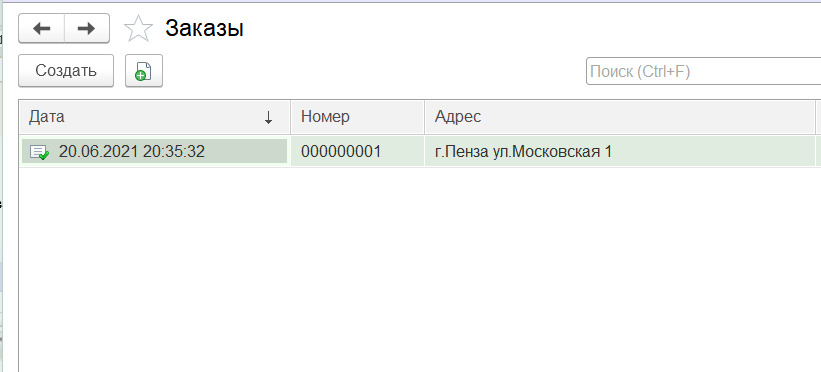 Заказы
Создать
Поиск (Ctrl+F)
Дата Номер Адрес
20.06.2021 20:35:32 000000001 г.Пенза ул.Московская 1